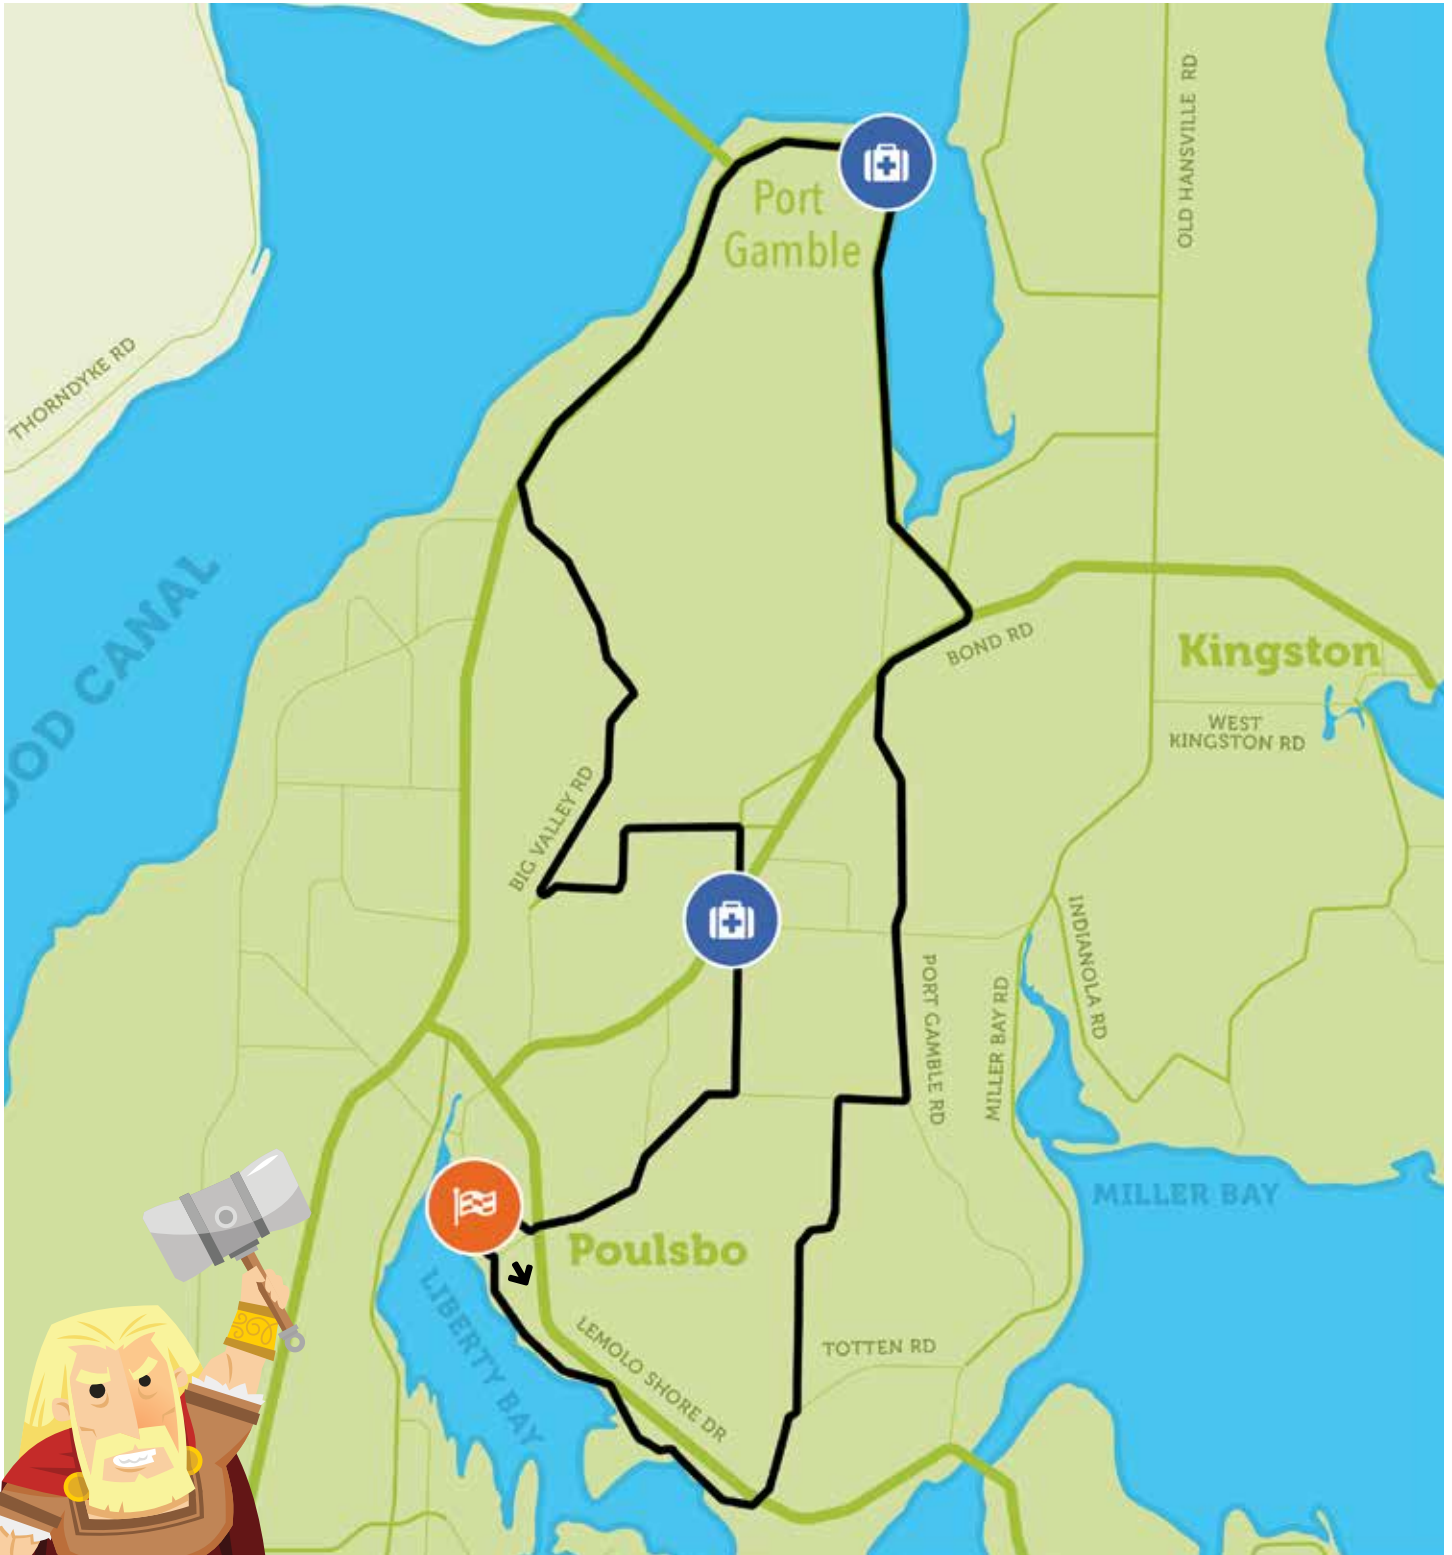 OLD HANSVILLE RD
Port
Gamble
THORNDYKE RD
OOD CANAL
BOND RD
Kingston
WEST
KINGSTON RD
BIG VALLEY RD
INDIANOLA RD
PORT GAMBLE RD
MILLER BAY RD
MILLER BAY
Poulsbo
LIBERTY BAY
LEMOLO SHORE DR
TOTTEN RD